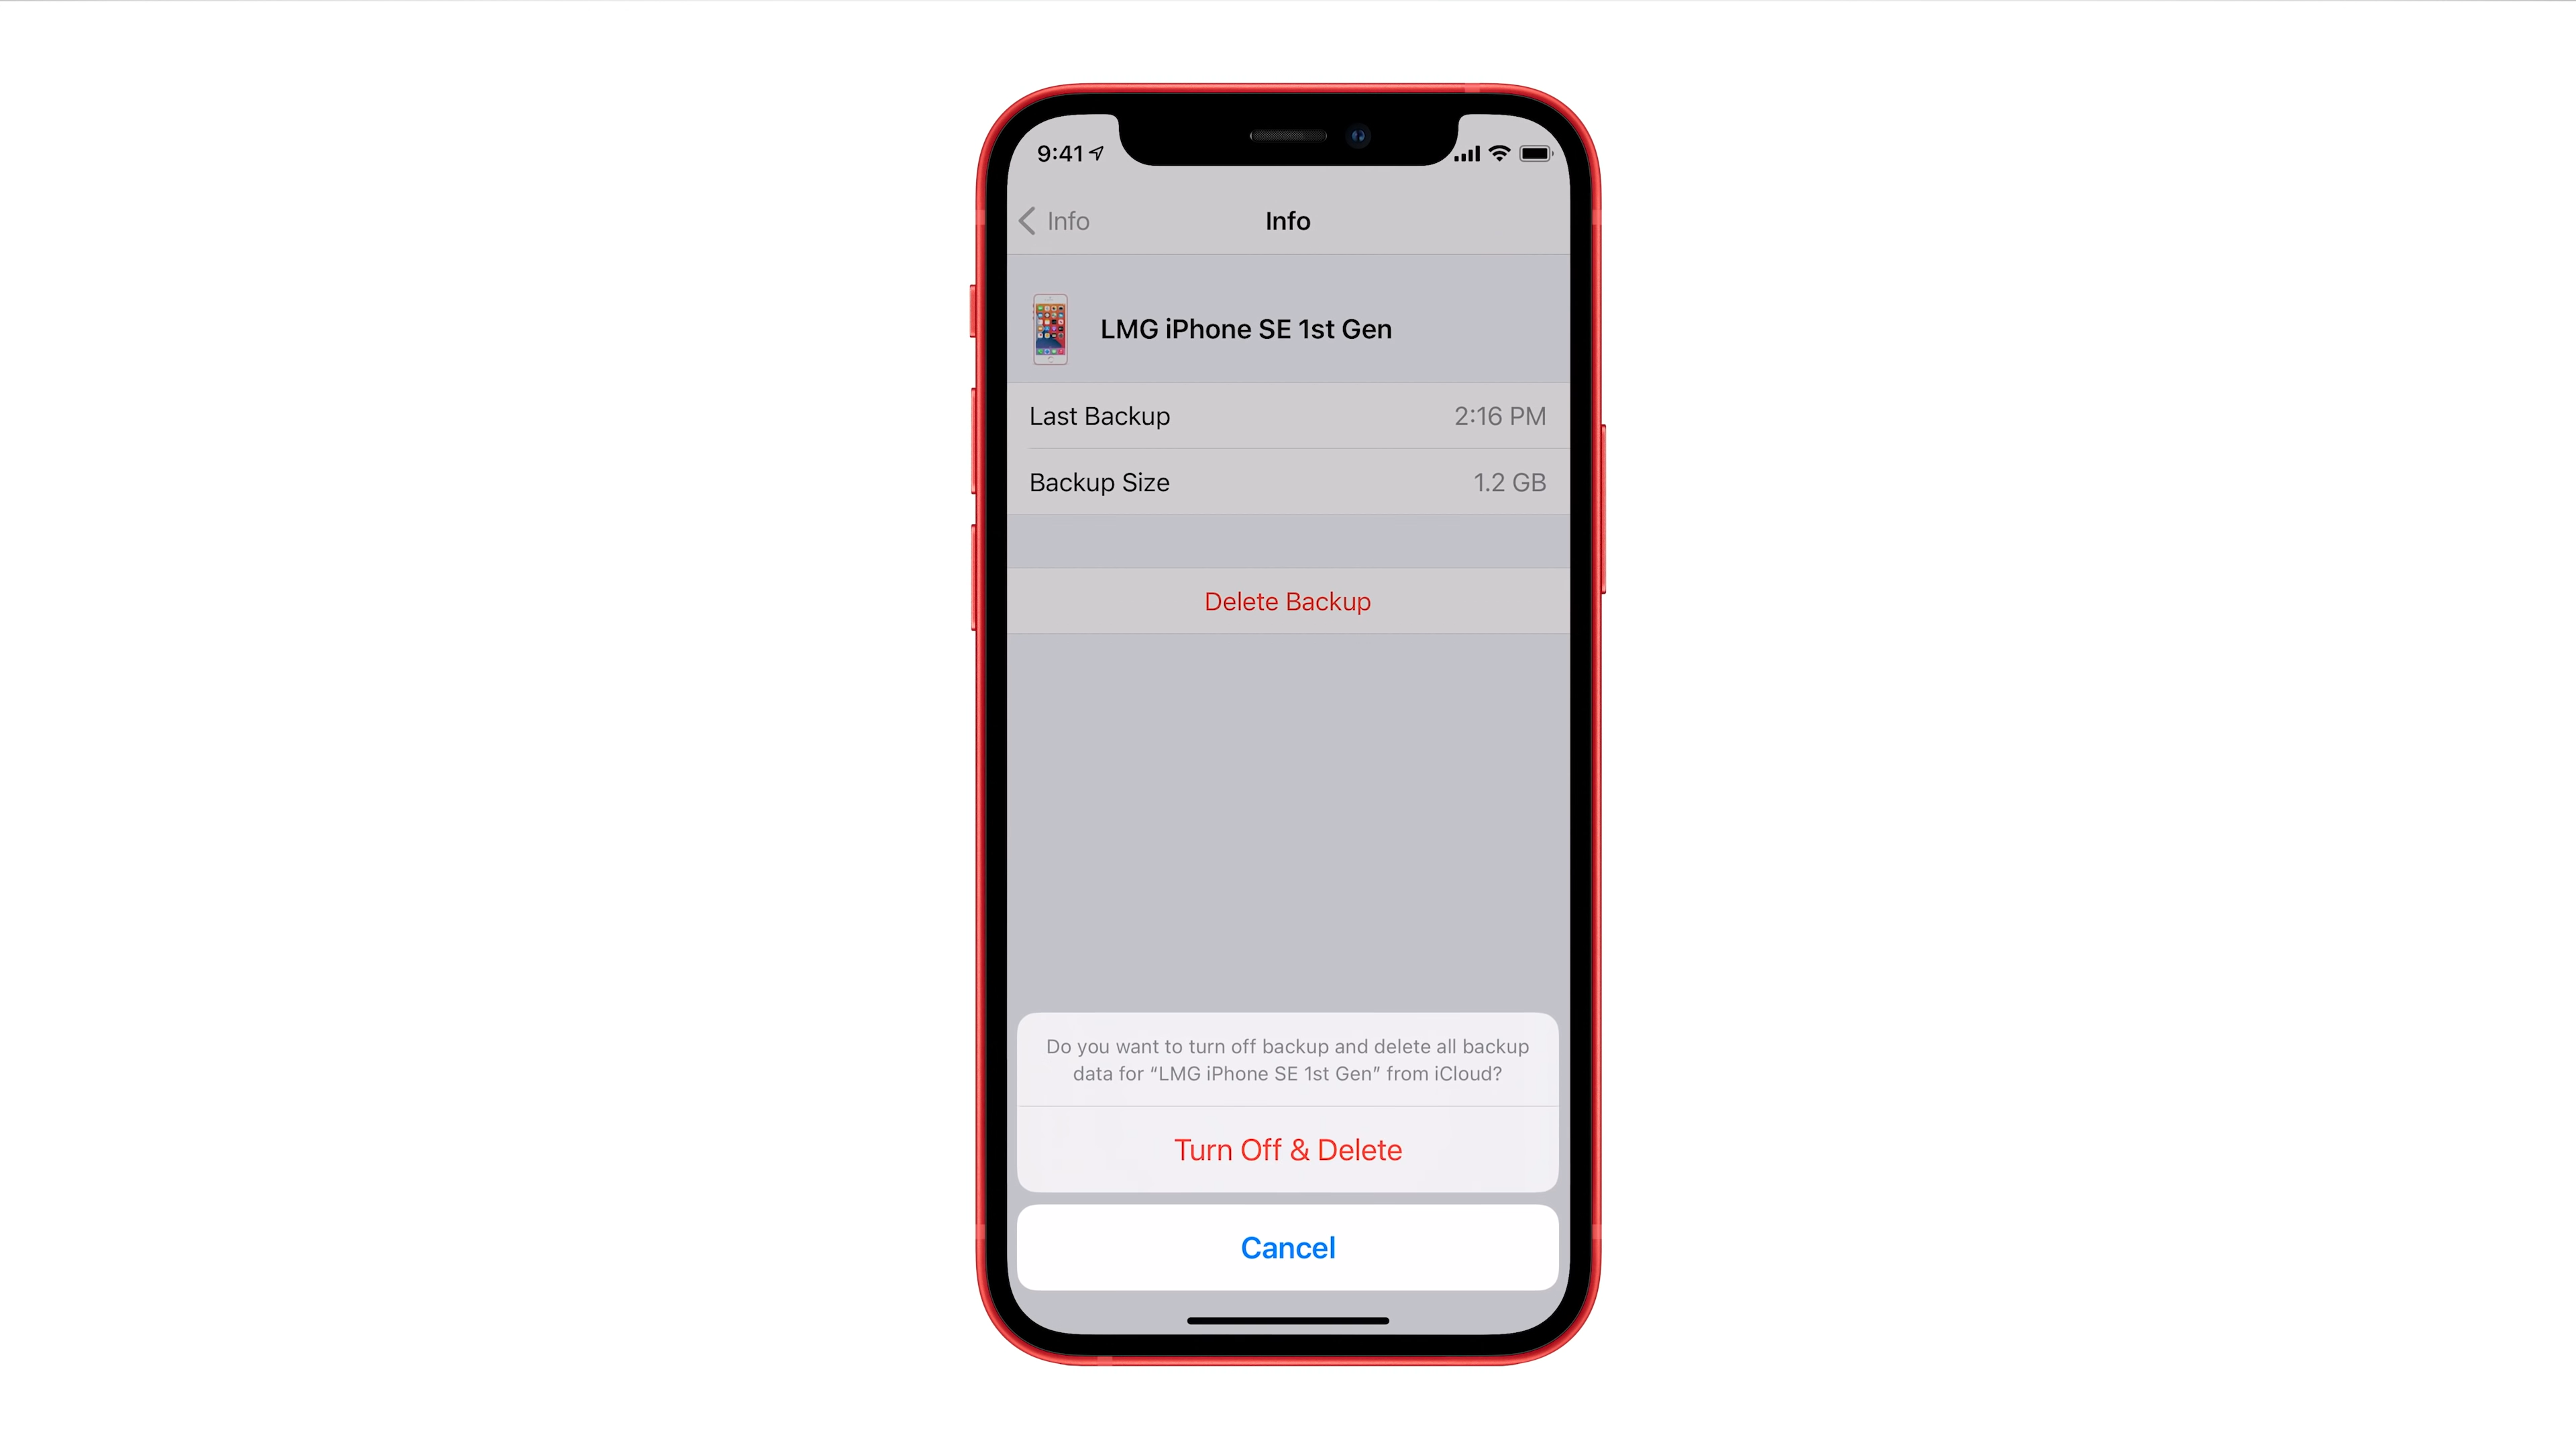 9:41
Info
Info
LMG iPhone SE 1st Gen
Last Backup 2:16 PM
Backup Size 1.2 GB
Delete Backup
Do you want to turn off backup and delete all backup
data for “LMG iPhone SE 1st Gen” from iCloud?
Turn Off & Delete
Cancel